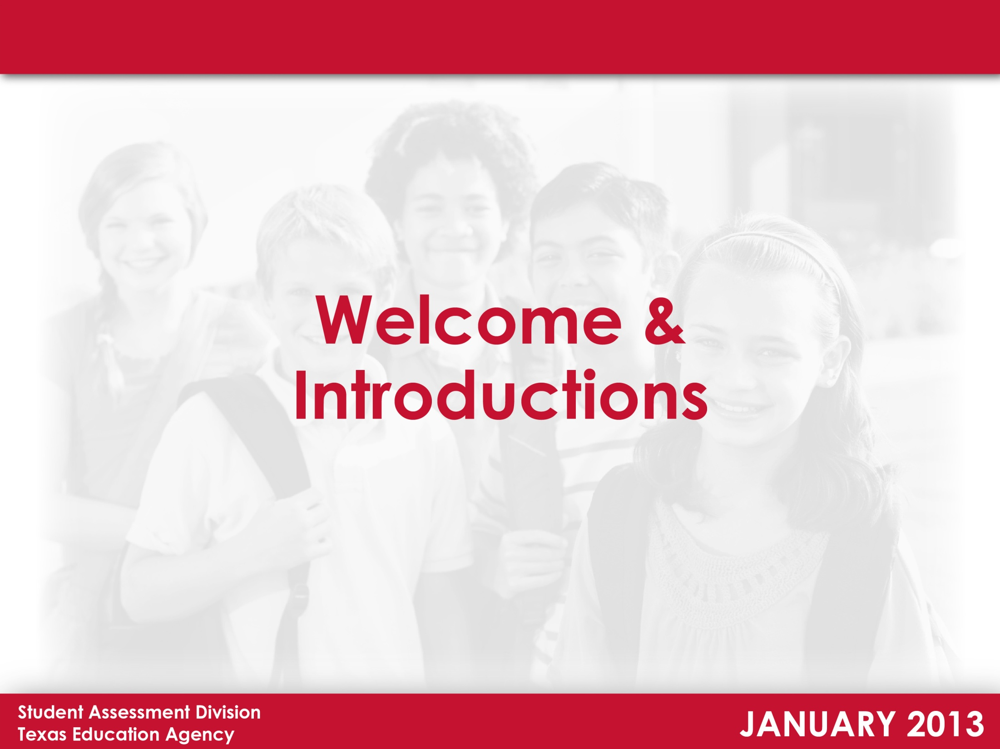 Welcome &
Introductions
Student Assessment Division
Texas Education Agency
JANUARY 2013